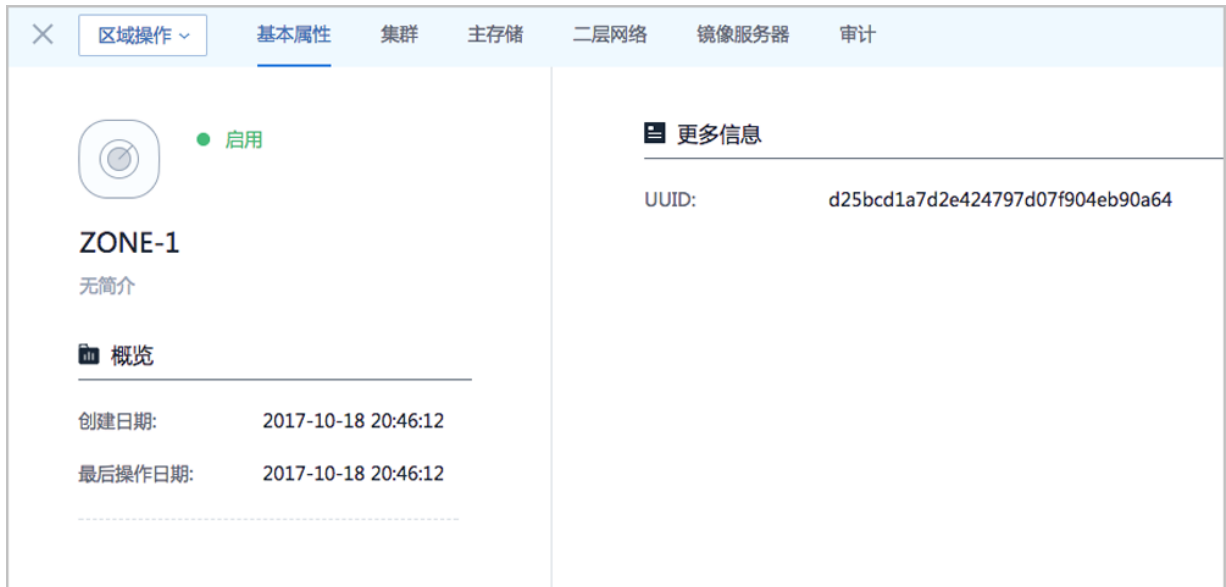 区域操作 基本属性 集群 主存储 二层网络 镜像服务器 审计
启用
ZONE-1
无简介
概览
创建日期: 2017-10-18 20:46:12
最后操作日期: 2017-10-18 20:46:12
更多信息
UUID: d25bcd1a7d2e424797d07f904eb90a64